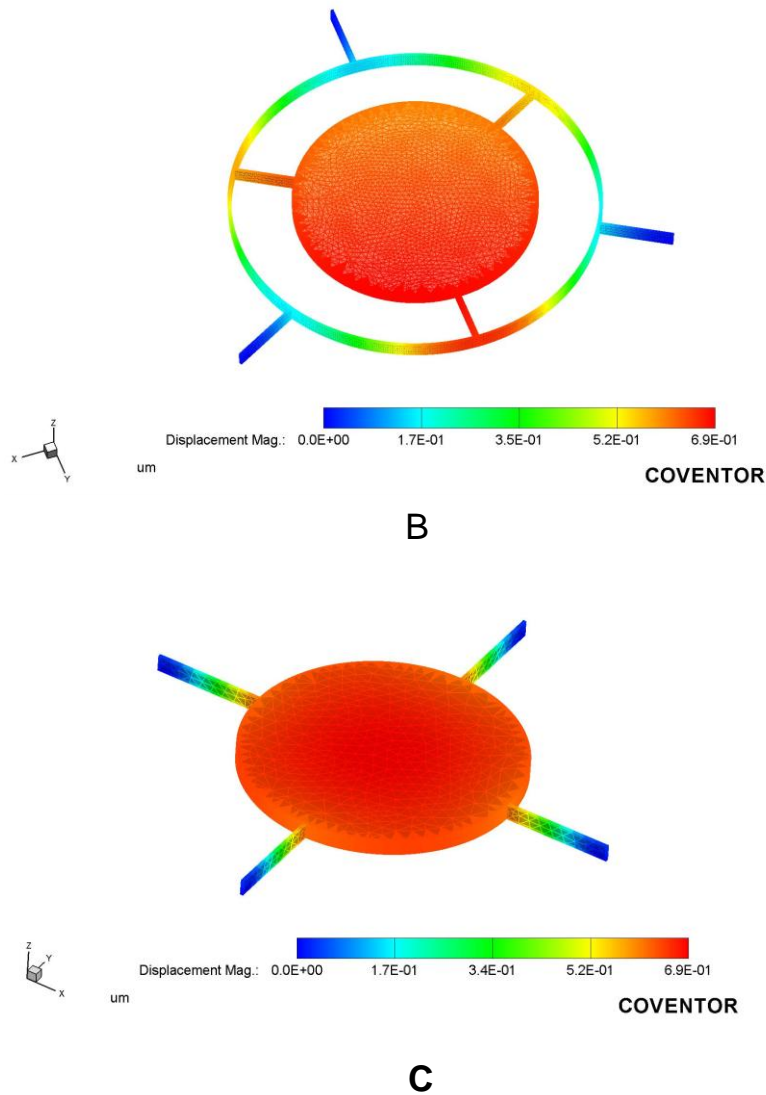 Z
X
Y
um
Displacement Mag.: 0.0E+00 1.7E-01 3.5E-01 5.2E-01 6.9E-01
COVENTOR
B
Z
Y
X
um
Displacement Mag.: 0.0E+00 1.7E-01 3.4E-01 5.2E-01 6.9E-01
COVENTOR
C